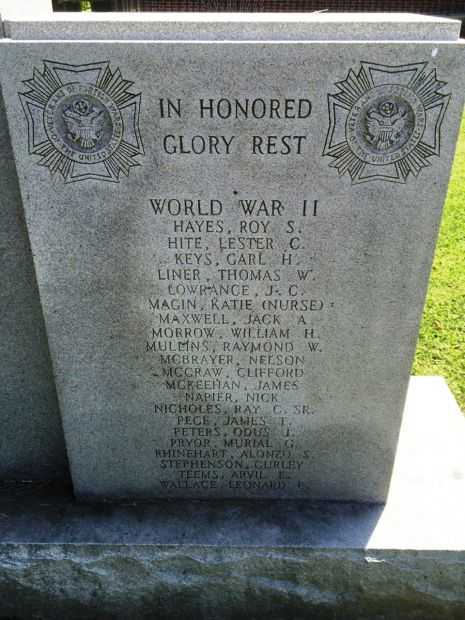 IN HONORED
GLORY REST
WORLD WAR II
HAYES, ROY S.
HITE, LESTER C.
KEYS, CARL H.
LINER, THOMAS W.
LOWRANCE, J. C.
MAGIN, KATIE (NURSE)
MAXWELL, JACK A
MORROW, WILLIAM H.
MULLINS, RAYMOND W.
MCBRAYER, NELSON
MCCRAW, CLIFFORD
MCKEEHAN, JAMES
NAPIER, NICK
NICHOLES, RAY C. SR.
PECE, JAMES T.
PETERS, ODUS J.
PRYOR, MURIAL G.
RHINEHART, ALONZO S.
STEPHENSON, CURLEY
TEEMS, ARVIL E.
WALLACE, LEONARD